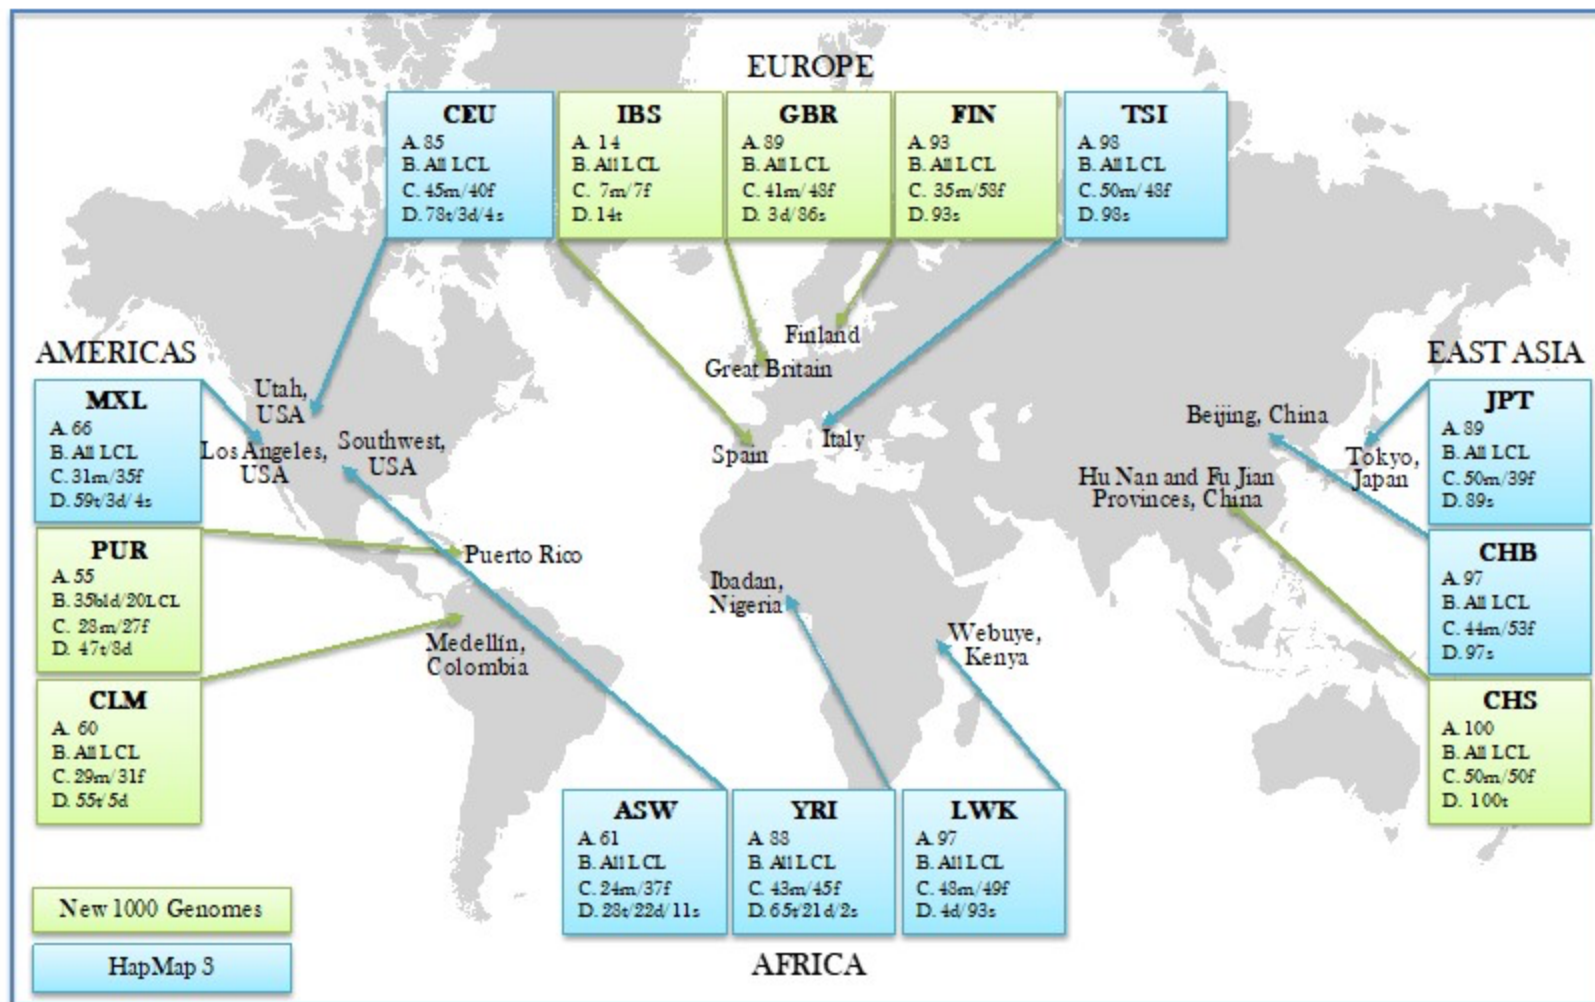 EUROPE
CEU
A. 85
B. All LCL
C. 45m/40f
D. 78t/3d/4s
IBS
A. 14
B. All LCL
C. 7m/7f
D. 14t
GBR
A. 89
B. All LCL
C. 41m/48f
D. 3d/86s
FIN
A. 93
B. All LCL
C. 35m/58f
D. 93s
TSI
A. 98
B. All LCL
C. 50m/48f
D. 98s
AMERICAS
MXL
A. 66
B. All LCL
C. 31m/35f
D. 59t/3d/4s
PUR
A. 55
B. 35bld/20LCL
C. 28m/27f
D. 47t/8d
CLM
A. 60
B. All LCL
C. 29m/31f
D. 55t/5d
Utah,
USA
Los Angeles,
USA
Southwest,
USA
Puerto Rico
Medellín,
Colombia
Finland
Great Britain
Spain
Italy
Ibadan,
Nigeria
Webuye,
Kenya
Beijing, China
Hu Nan and Fu Jian
Provinces, China
Tokyo,
Japan
EAST ASIA
JPT
A. 89
B. All LCL
C. 50m/39f
D. 89s
CHB
A. 97
B. All LCL
C. 44m/53f
D. 97s
CHS
A. 100
B. All LCL
C. 50m/50f
D. 100t
ASW
A. 61
B. All LCL
C. 24m/37f
D. 28t/22d/11s
YRI
A. 88
B. All LCL
C. 43m/45f
D. 65t/21d/2s
LWK
A. 97
B. All LCL
C. 48m/49f
D. 4d/93s
AFRICA
New 1000 Genomes
HapMap 3